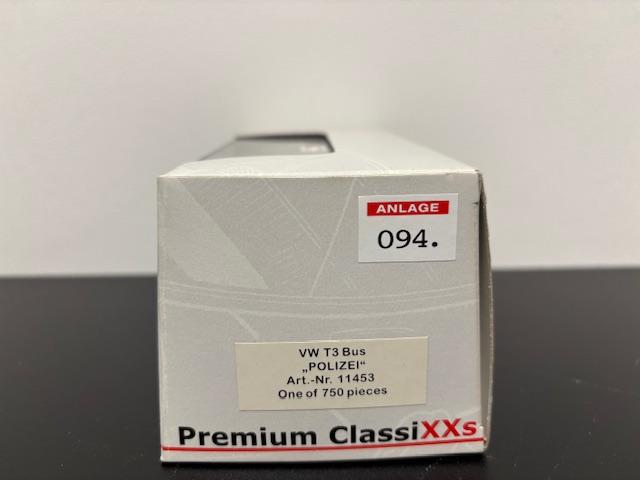 ANLAGE
094.
VW T3 Bus
„POLIZEI“
Art.-Nr. 11453
One of 750 pieces
Premium ClassiXXs